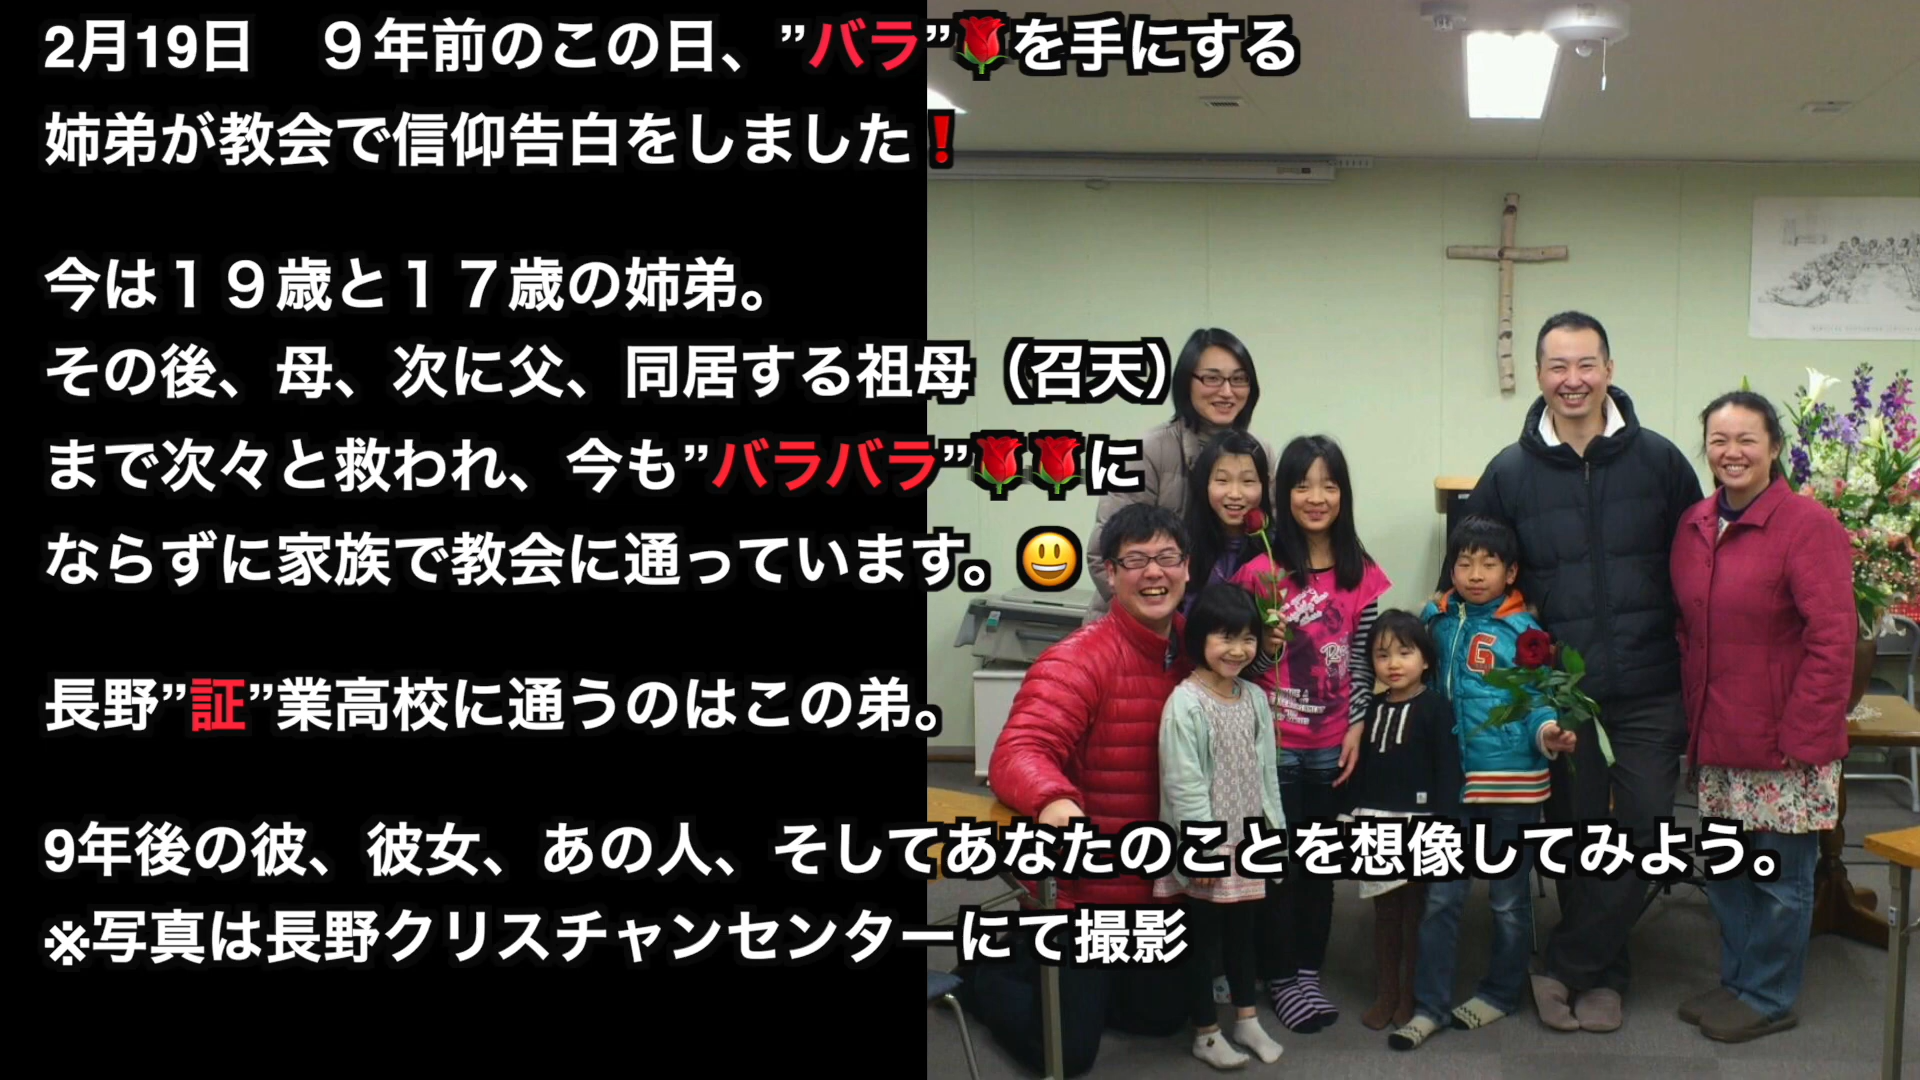 2月19日　９年前のこの日、”バラ”🌹を手にする
姉弟が教会で信仰告白をしました❗
今は１９歳と１７歳の姉弟。
その後、母、次に父、同居する祖母（召天）
まで次々と救われ、今も”バラバラ”🌹🌹に
ならずに家族で教会に通っています。😃
長野”証”業高校に通うのはこの弟。
9年後の彼、彼女、あの人、そしてあなたのことを想像してみよう。
※写真は長野クリスチャンセンターにて撮影
G